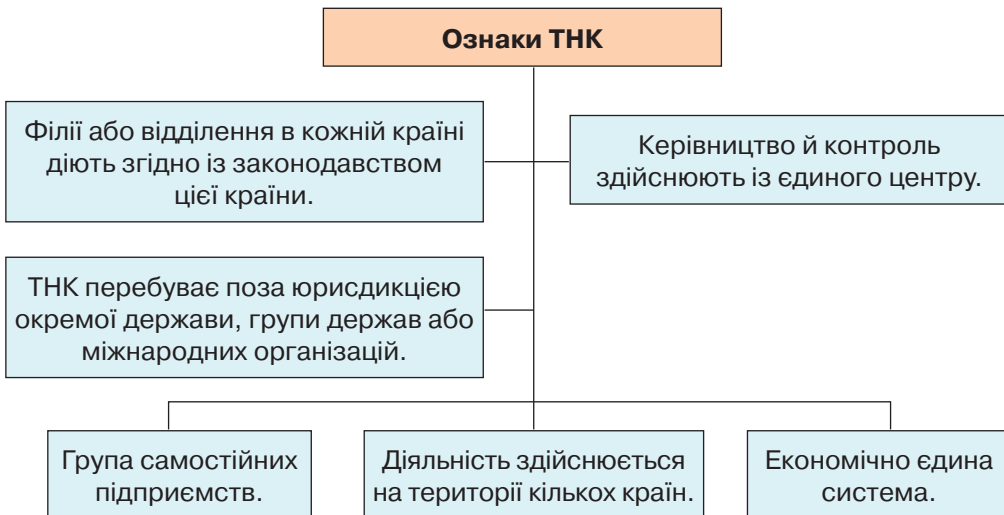 Ознаки ТНК
Філії або відділення в кожній країні
діють згідно із законодавством
цієї країни.
Керівництво й контроль
здійснюють із єдиного центру.
ТНК перебуває поза юрисдикцією
окремої держави, групи держав або
міжнародних організацій.
Група самостійних
підприємств.
Діяльність здійснюється
на території кількох країн.
Економічно єдина
система.